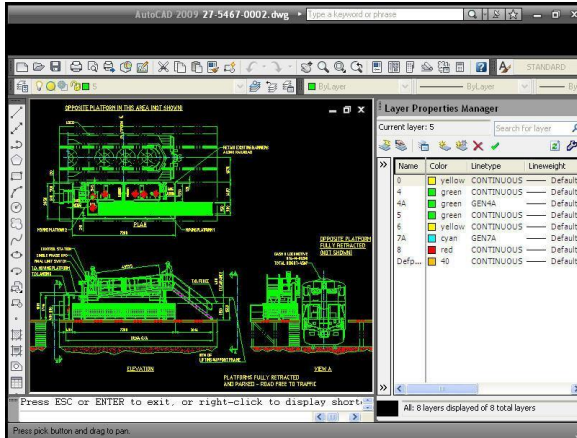 AutoCAD 2009 27-5467-0002.dwg
Type a keyword or phrase
STANDARD
5
ByLayer
ByLayer
By
OPPOSITE PLATFORM IN THIS AREA (NOT SHOWN)
PLAN
OPPOSITE PLATFORM
FULLY RETRACTED
(NOT SHOWN)
CONTROL STATION
ELEVATION
VIEW A
PLATFORMS FULLY RETRACTED
AND PARKED - ROAD FREE TO TRAFFIC
Layer Properties Manager
Current layer: 5
Search for layer
Name Color Linetype Lineweight
0 yellow CONTINUOUS Default
4 green CONTINUOUS Default
4A green GEN4A Default
5 green CONTINUOUS Default
6 yellow CONTINUOUS Default
7A cyan GEN7A Default
8 red CONTINUOUS Default
Defp... 40 CONTINUOUS Default
All: 8 layers displayed of 8 total layers
Press ESC or ENTER to exit, or right-click to display short
Press pick button and drag to pan.